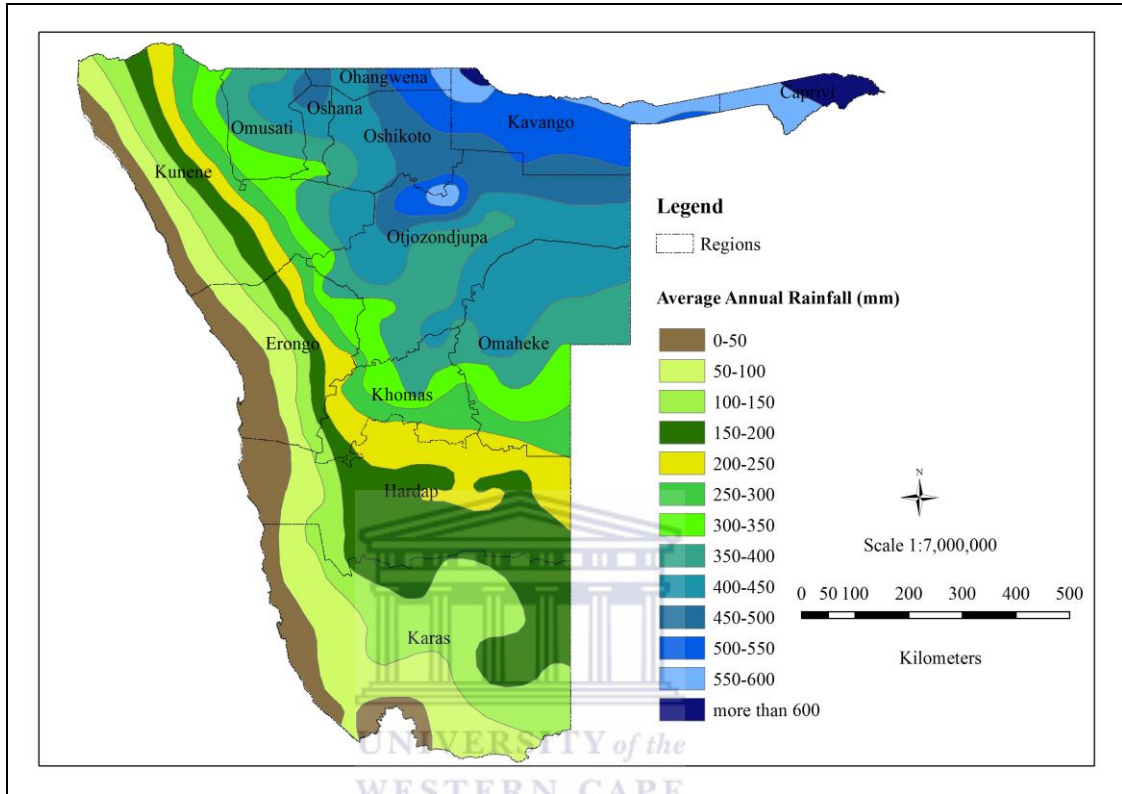 Ohangwena
Caprivi
Oshana
Kavango
Omusati
Oshikoto
Kunene
Otjozondjupa
Erongo
Omaheke
Khomas
Hardap
Karas
Legend
Regions
Average Annual Rainfall (mm)
0-50
50-100
100-150
150-200
200-250
250-300
300-350
350-400
400-450
450-500
500-550
550-600
more than 600
N
Scale 1:7,000,000
0 50 100 200 300 400 500
Kilometers
UNIVERSITY of the
WESTERN CAPE